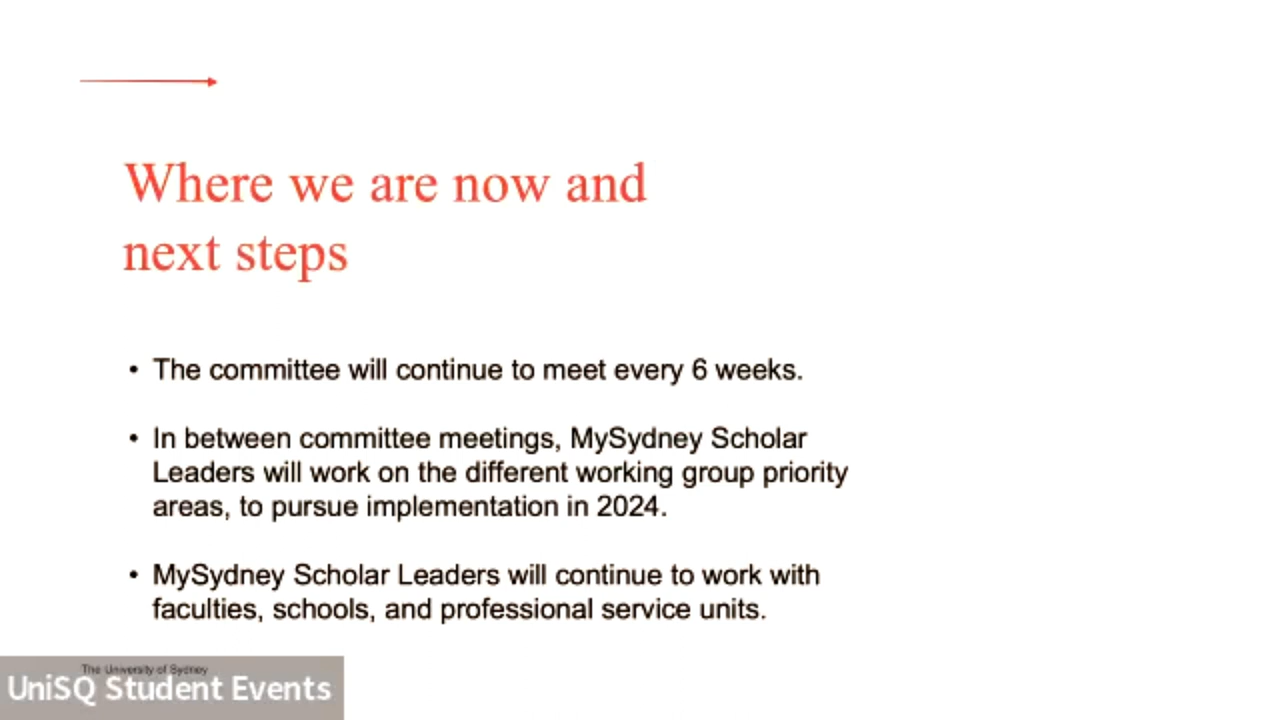 Where we are now and
next steps
• The committee will continue to meet every 6 weeks.
• In between committee meetings, MySydney Scholar
Leaders will work on the different working group priority
areas, to pursue implementation in 2024.
• MySydney Scholar Leaders will continue to work with
faculties, schools, and professional service units.
The University of Sydney
UniSQ Student Events